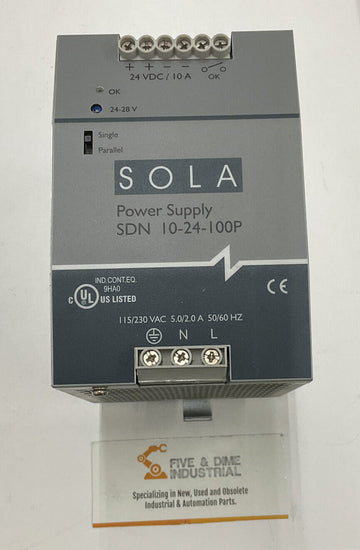 + + − −
24 VDC / 10 A OK
OK
24-28 V
Single
Parallel
SOLA
Power Supply
SDN 10-24-100P
IND.CONT.EQ.
9HA0
C UL US LISTED
CE
115/230 VAC 5.0/2.0 A 50/60 HZ
N L
FIVE & DIME
INDUSTRIAL
Specializing in New, Used and Obsolete
Industrial & Automation Parts.